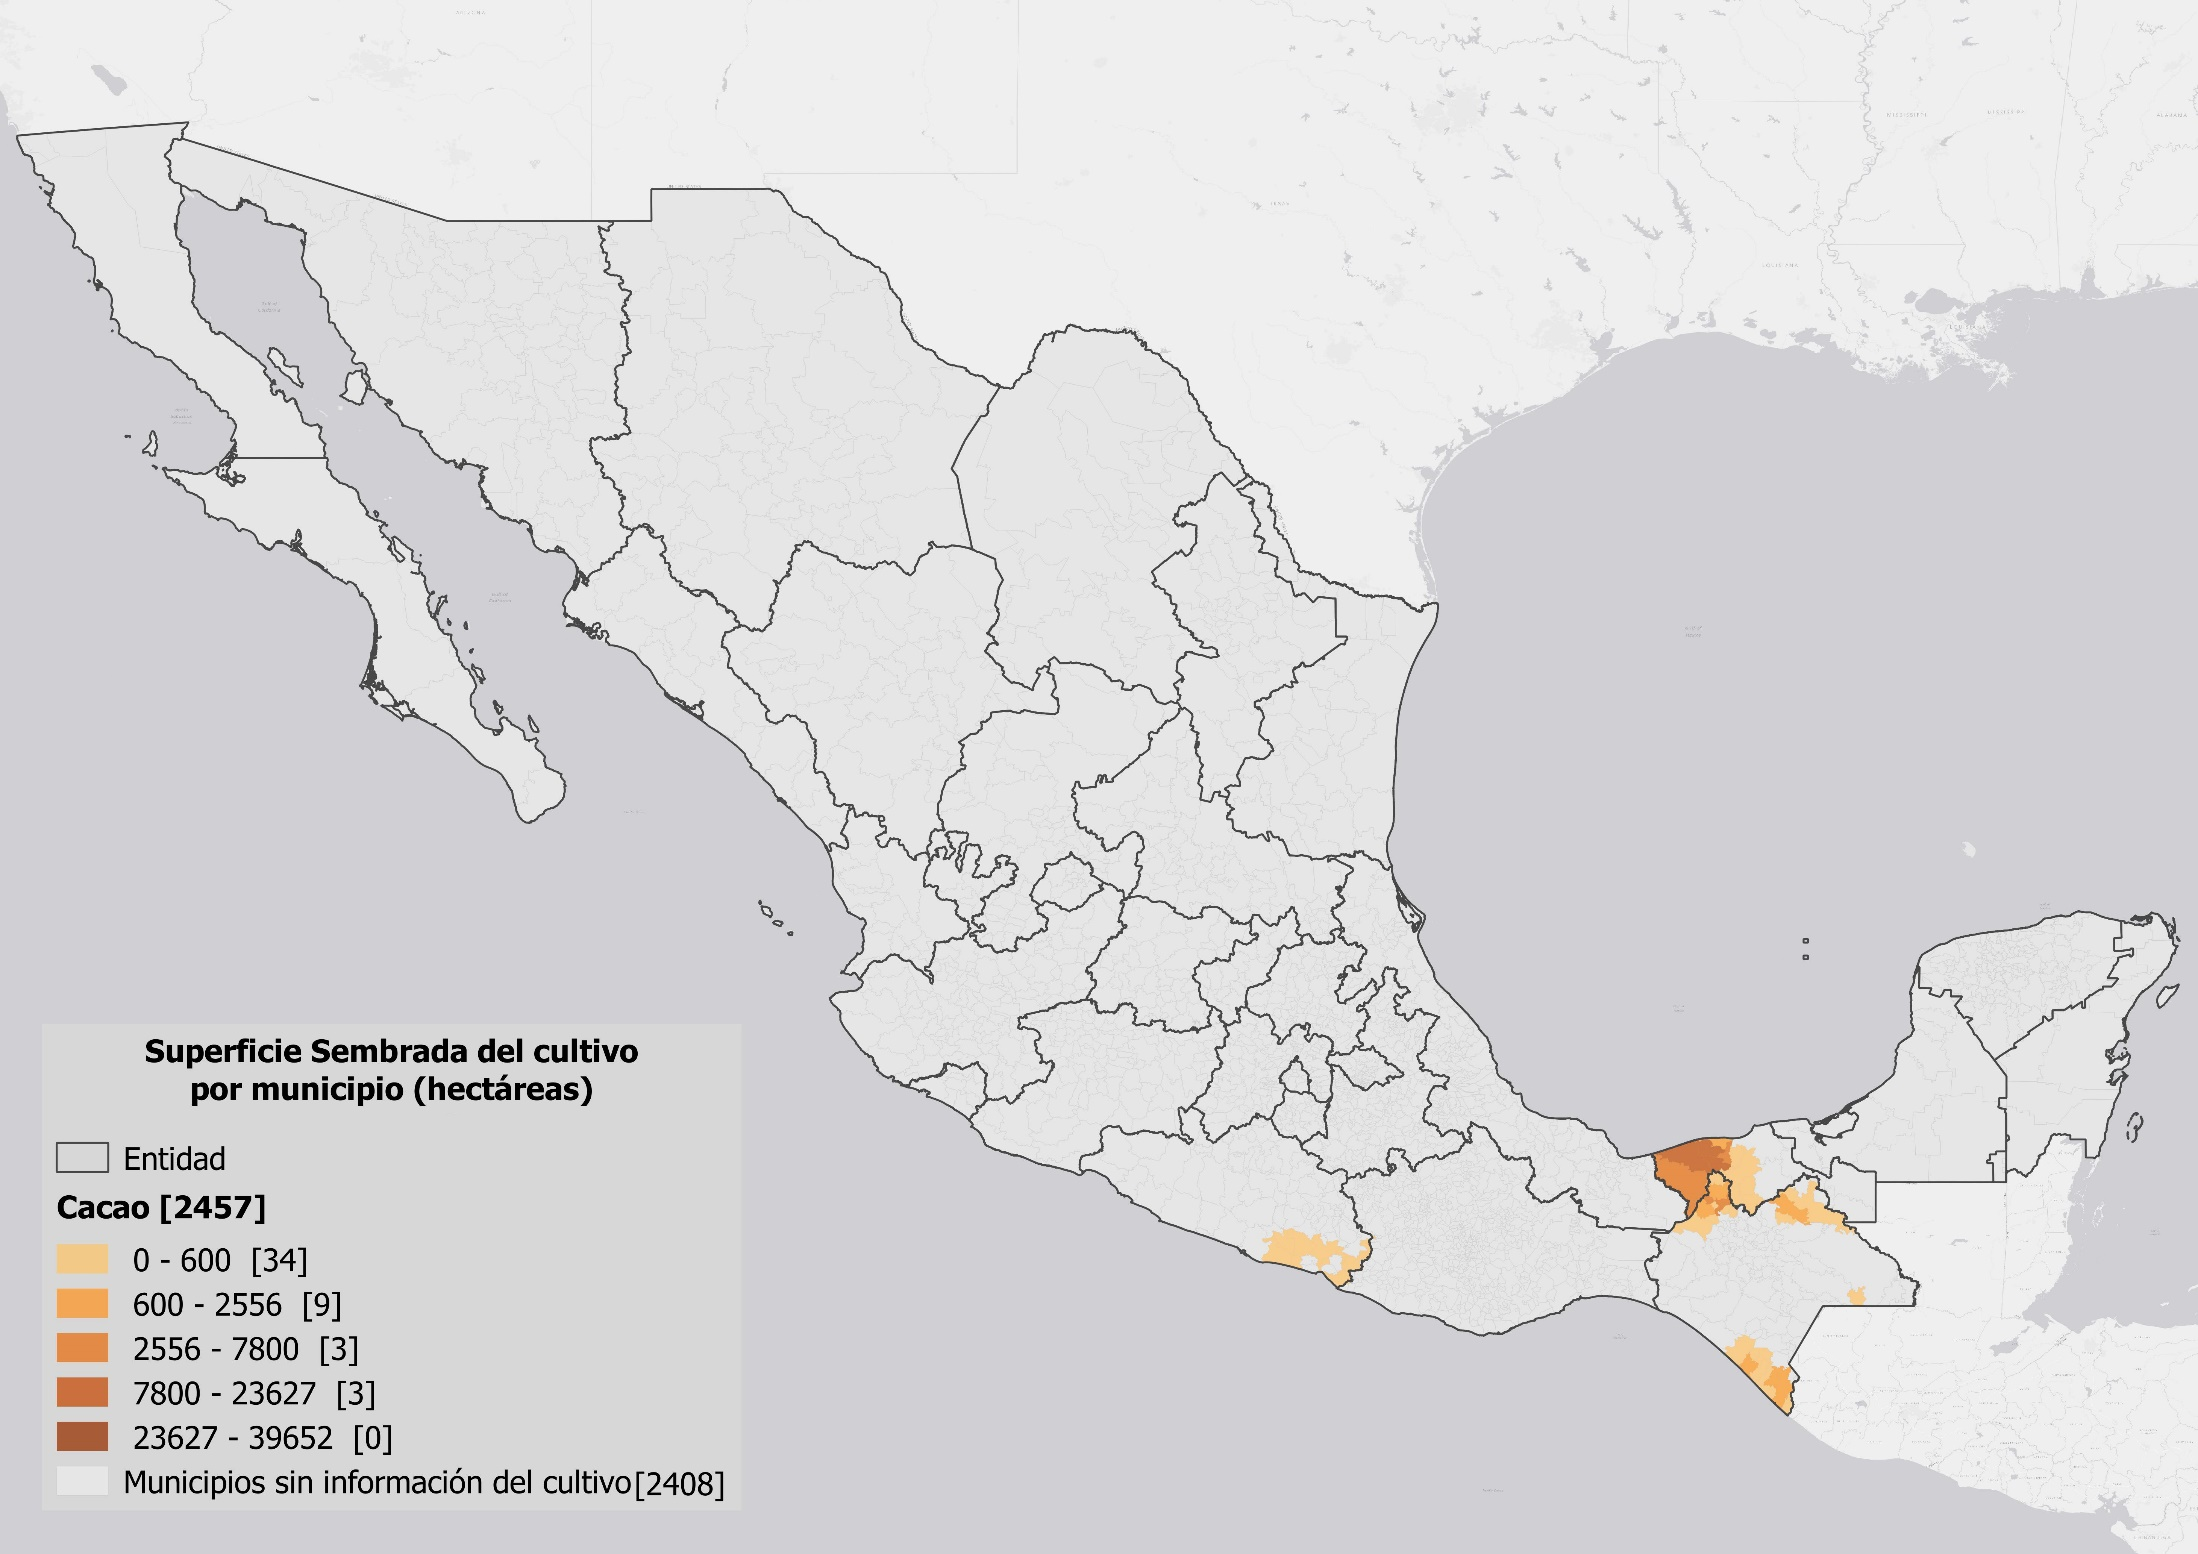 Superficie Sembrada del cultivo
por municipio (hectáreas)
Entidad
Cacao [2457]
0 - 600 [34]
600 - 2556 [9]
2556 - 7800 [3]
7800 - 23627 [3]
23627 - 39652 [0]
Municipios sin información del cultivo [2408]